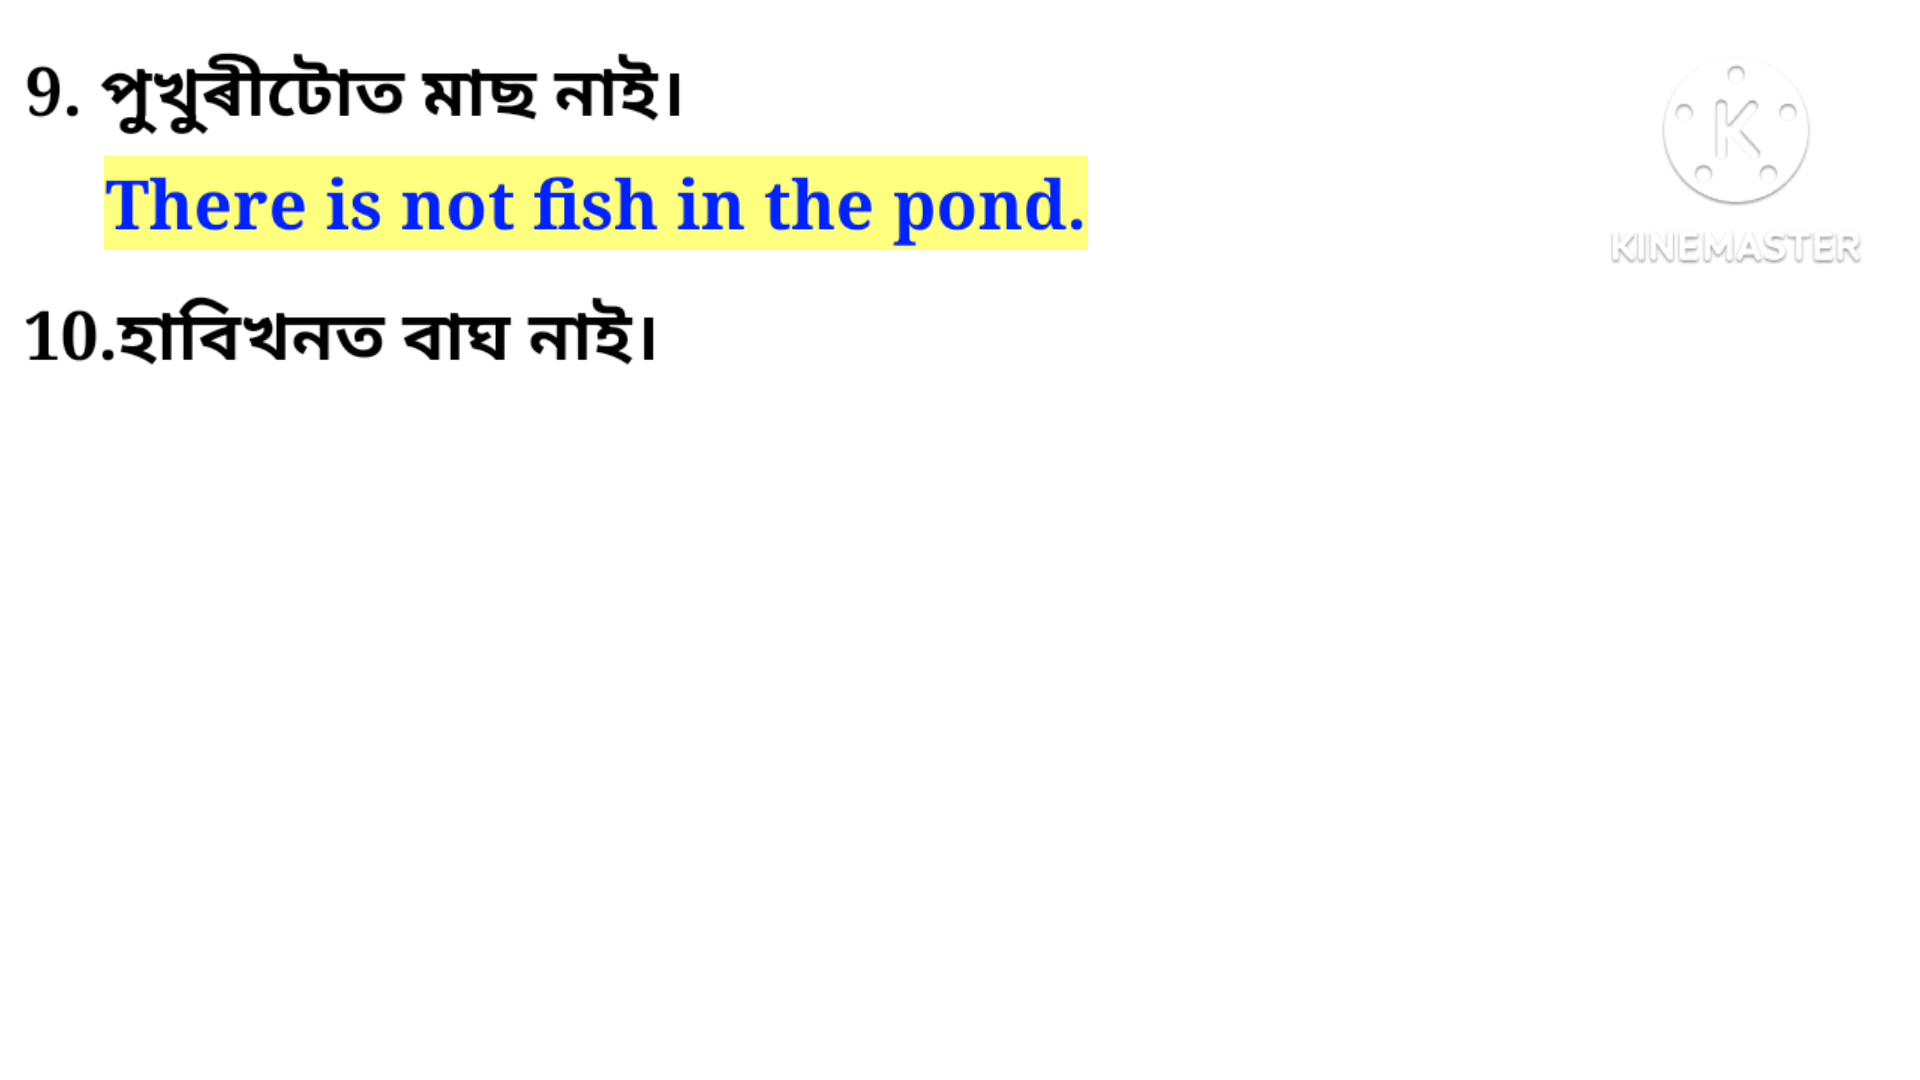 9. পুখুৰীটোত মাছ নাই।
There is not fish in the pond.
10.হাবিখনত বাঘ নাই।
K
KINEMASTER